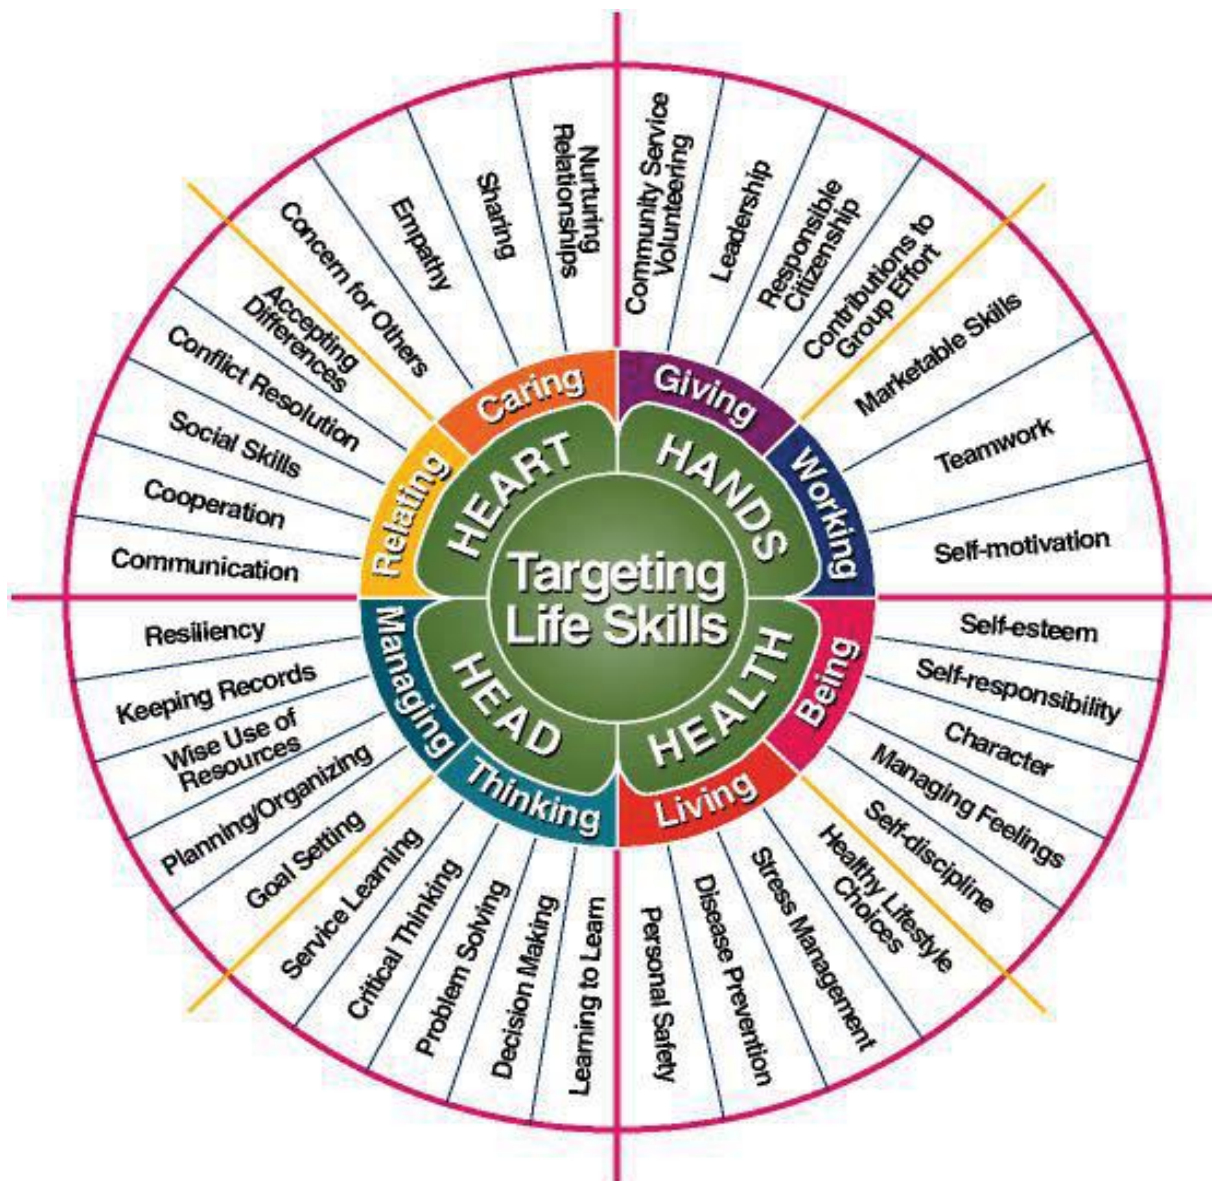 Targeting
Life Skills
HEART
HANDS
HEALTH
HEAD
Caring
Giving
Working
Being
Living
Thinking
Managing
Relating
Nurturing
Relationships
Sharing
Empathy
Concern for Others
Community Service
Volunteering
Leadership
Responsible
Citizenship
Contributions to
Group Effort
Marketable Skills
Teamwork
Self-motivation
Self-esteem
Self-responsibility
Character
Managing Feelings
Self-discipline
Healthy Lifestyle
Choices
Stress Management
Disease Prevention
Personal Safety
Learning to Learn
Decision Making
Problem Solving
Critical Thinking
Service Learning
Goal Setting
Planning/Organizing
Wise Use of
Resources
Keeping Records
Resiliency
Communication
Cooperation
Social Skills
Conflict Resolution
Accepting
Differences